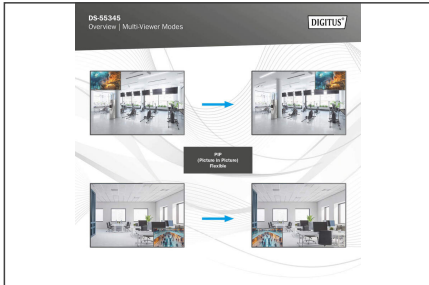 DS-55345
Overview | Multi-Viewer Modes
DIGITUS®
PIP
(Picture in Picture)
Flexible